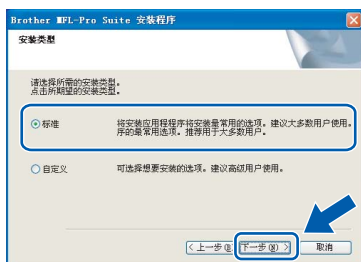 Brother MFL-Pro Suite 安装程序
安装类型
请选择所需的安装类型。
点击所期望的安装类型。
标准
将安装应用程程序将安装最常用的选项。建议大多数用户使用。
序的最常用选项。推荐用于大多数用户。
自定义
可选择想要安装的选项。建议高级用户使用。
< 上一步(B)
下一步(N) >
取消